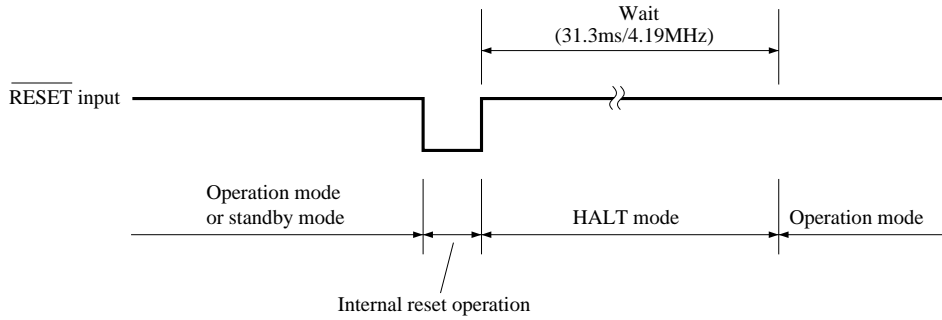 Wait
(31.3ms/4.19MHz)
RESET input
Operation mode
or standby mode
HALT mode
Operation mode
Internal reset operation